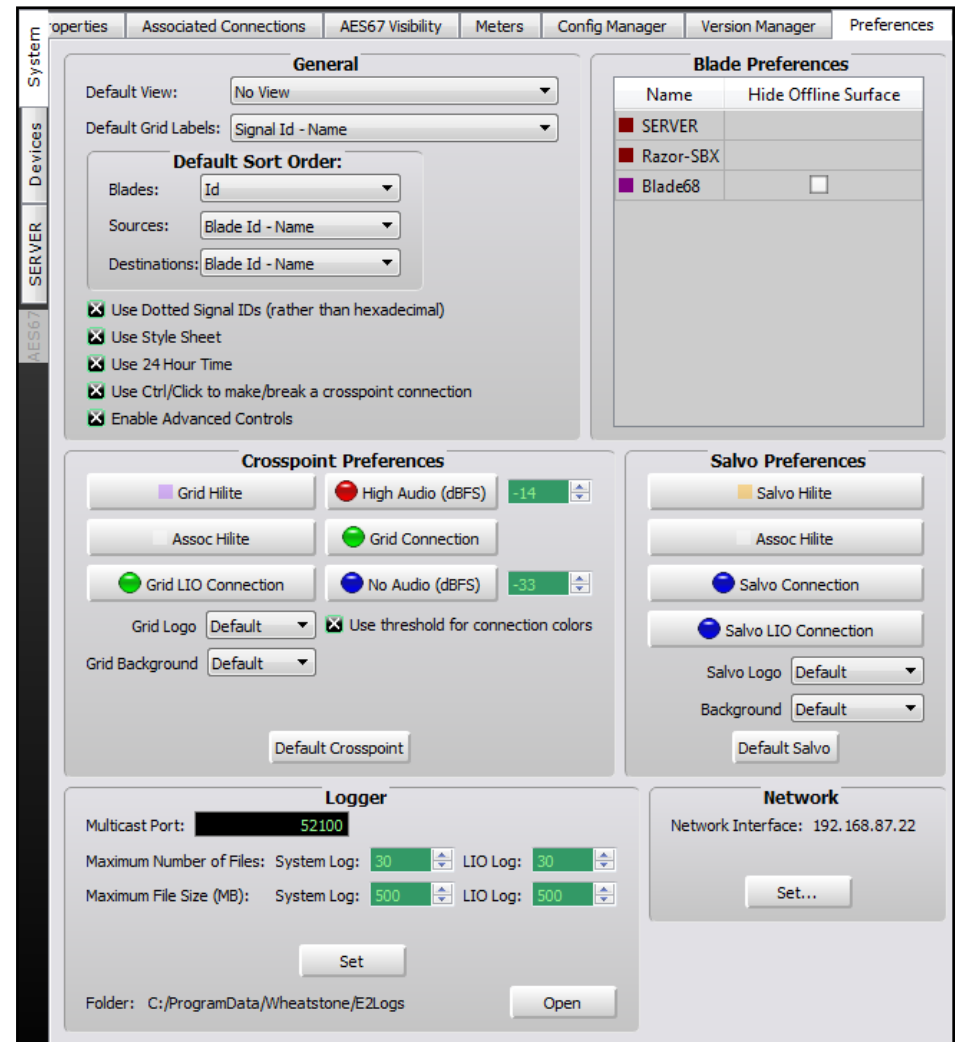 operties Associated Connections AES67 Visibility Meters Config Manager Version Manager Preferences
System
Devices
SERVER
AES67
General
Default View: No View
Default Grid Labels: Signal Id - Name
Default Sort Order:
Blades: Id
Sources: Blade Id - Name
Destinations: Blade Id - Name
Use Dotted Signal IDs (rather than hexadecimal)
Use Style Sheet
Use 24 Hour Time
Use Ctrl/Click to make/break a crosspoint connection
Enable Advanced Controls
Blade Preferences
Name Hide Offline Surface
SERVER
Razor-SBX
Blade68
Crosspoint Preferences
Grid Hilite High Audio (dBFS) -14
Assoc Hilite Grid Connection
Grid LIO Connection No Audio (dBFS) -33
Grid Logo Default Use threshold for connection colors
Grid Background Default
Default Crosspoint
Salvo Preferences
Salvo Hilite
Assoc Hilite
Salvo Connection
Salvo LIO Connection
Salvo Logo Default
Background Default
Default Salvo
Logger
Multicast Port: 52100
Maximum Number of Files: System Log: 30 LIO Log: 30
Maximum File Size (MB): System Log: 500 LIO Log: 500
Set
Folder: C:/ProgramData/Wheatstone/E2Logs Open
Network
Network Interface: 192.168.87.22
Set...